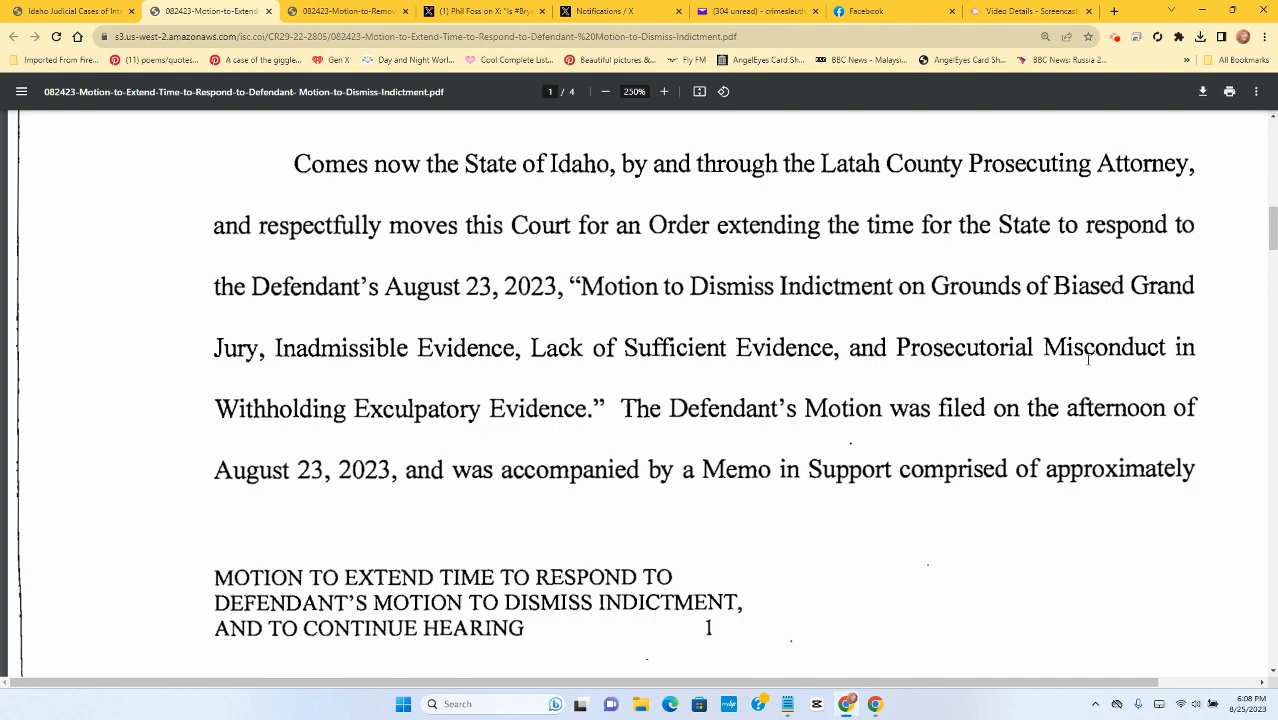 Idaho Judicial Cases of Inte
082423-Motion-to-Extend-
082423-Motion-to-Remov
(1) Phil Foss on X: "Is #Bry
Notifications / X
(304 unread) - crimesleuth
Facebook
Video Details - Screencast
s3.us-west-2.amazonaws.com/isc.coi/CR29-22-2805/082423-Motion-to-Extend-Time-to-Respond-to-Defendant-%20Motion-to-Dismiss-Indictment.pdf
Imported From Fire...
(11) poems/quotes...
A case of the giggle...
Gen X
Day and Night Worl...
Cool Complete List...
Beautiful pictures &...
Fly FM
AngelEyes Card Sh...
BBC News - Malaysi...
AngelEyes Card Sh...
BBC News: Russia 2...
»
All Bookmarks
082423-Motion-to-Extend-Time-to-Respond-to-Defendant- Motion-to-Dismiss-Indictment.pdf
1 / 4
250%
Comes now the State of Idaho, by and through the Latah County Prosecuting Attorney,
and respectfully moves this Court for an Order extending the time for the State to respond to
the Defendant's August 23, 2023, “Motion to Dismiss Indictment on Grounds of Biased Grand
Jury, Inadmissible Evidence, Lack of Sufficient Evidence, and Prosecutorial Misconduct in
Withholding Exculpatory Evidence.” The Defendant's Motion was filed on the afternoon of
August 23, 2023, and was accompanied by a Memo in Support comprised of approximately
MOTION TO EXTEND TIME TO RESPOND TO
DEFENDANT'S MOTION TO DISMISS INDICTMENT,
AND TO CONTINUE HEARING 1
Search
6:08 PM
8/25/2023